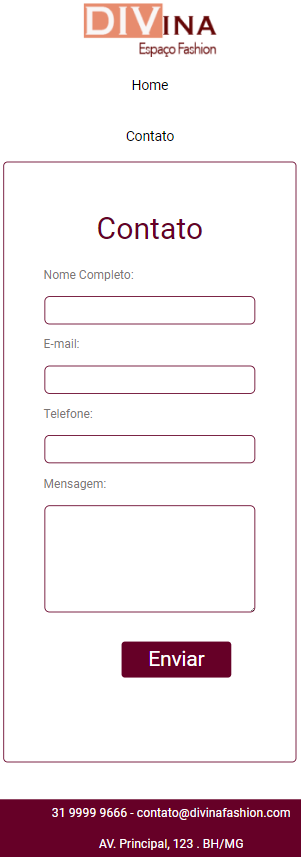 DIVINA
Espaço Fashion
Home
Contato
Contato
Nome Completo:
E-mail:
Telefone:
Mensagem:
Enviar
31 9999 9666 - contato@divinafashion.com
AV. Principal, 123 . BH/MG